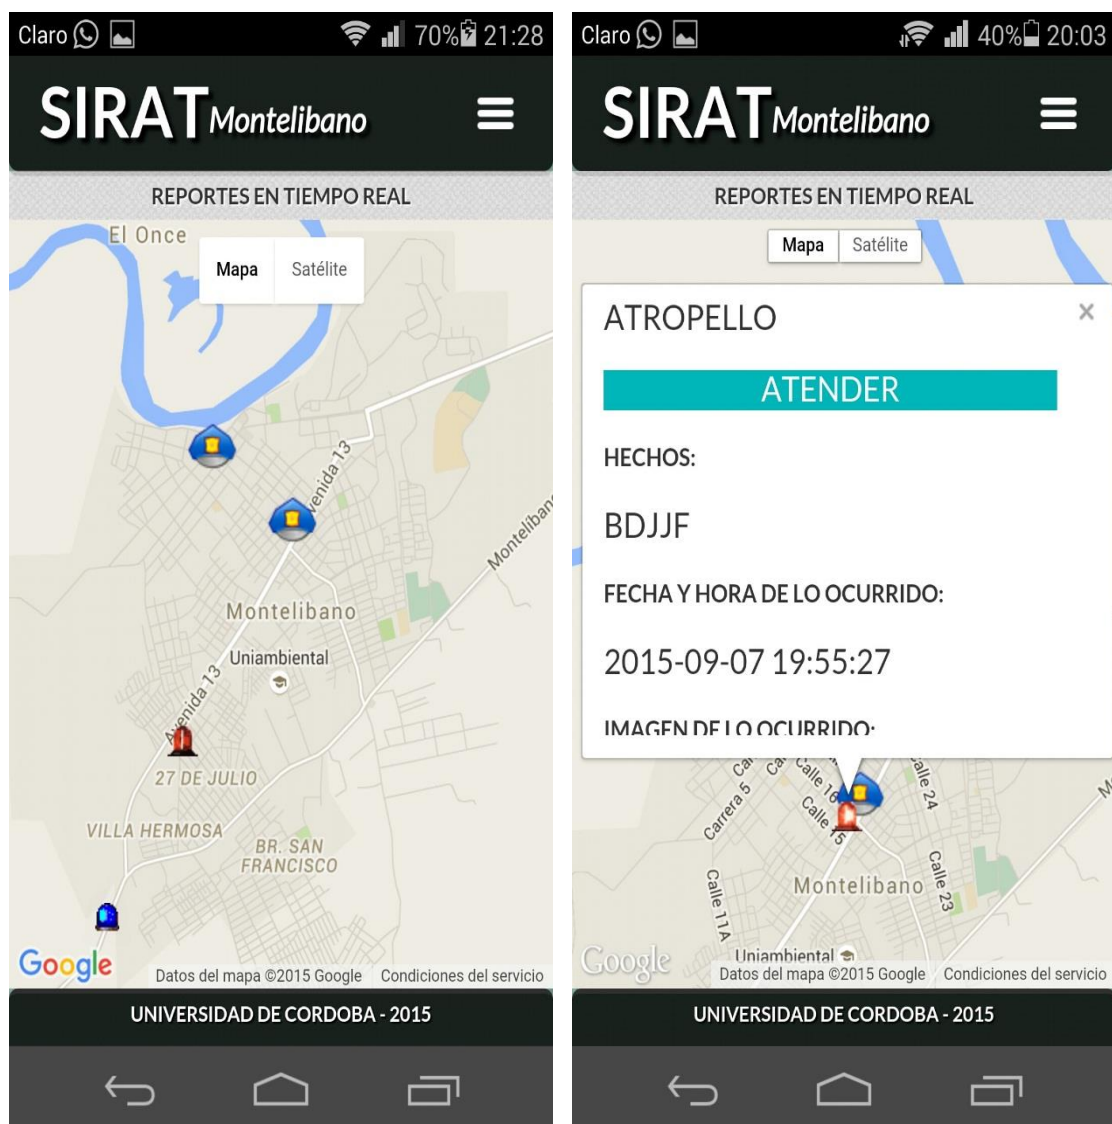 Claro 70% 21:28
SIRAT Montelibano
REPORTES EN TIEMPO REAL
El Once
Mapa Satélite
Avenida 13
Montelibano
Uniambiental
Avenida 13
27 DE JULIO
VILLA HERMOSA
BR. SAN
FRANCISCO
Google
Datos del mapa ©2015 Google Condiciones del servicio
UNIVERSIDAD DE CORDOBA - 2015
Claro 40% 20:03
SIRAT Montelibano
REPORTES EN TIEMPO REAL
Mapa Satélite
ATROPELLO
×
ATENDER
HECHOS:
BDJJF
FECHA Y HORA DE LO OCURRIDO:
2015-09-07 19:55:27
IMAGEN DE LO OCURRIDO:
Calle 16
Calle 24
Carrera 5
Calle 15
Calle 11A
Montelibano
Calle 23
Uniambiental
Google
Datos del mapa ©2015 Google Condiciones del servicio
UNIVERSIDAD DE CORDOBA - 2015